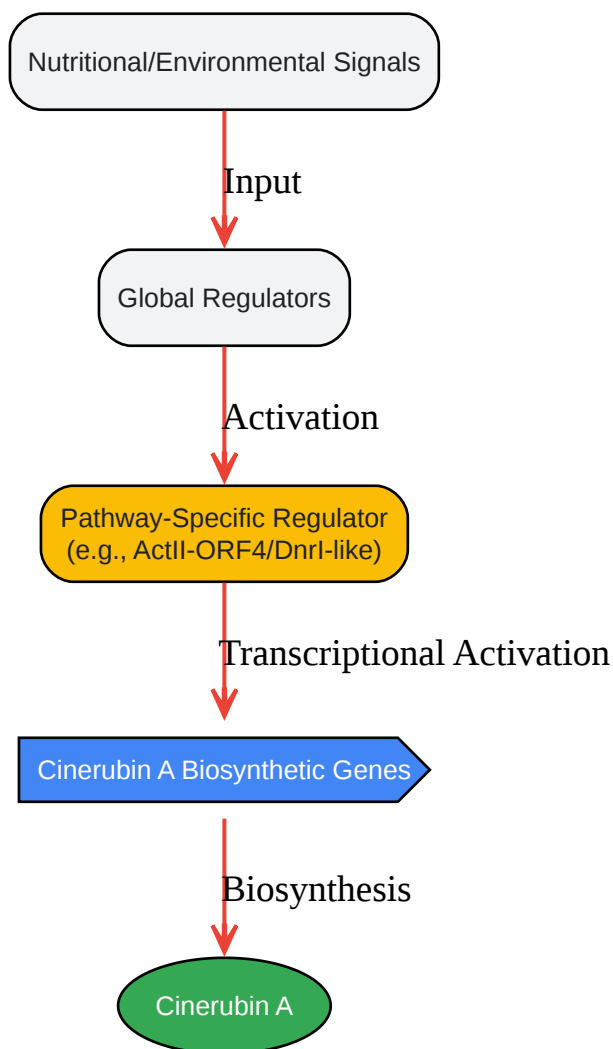 Nutritional/Environmental Signals
Input
Global Regulators
Activation
Pathway-Specific Regulator
(e.g., ActII-ORF4/DnrI-like)
Transcriptional Activation
Cinerubin A Biosynthetic Genes
Biosynthesis
Cinerubin A